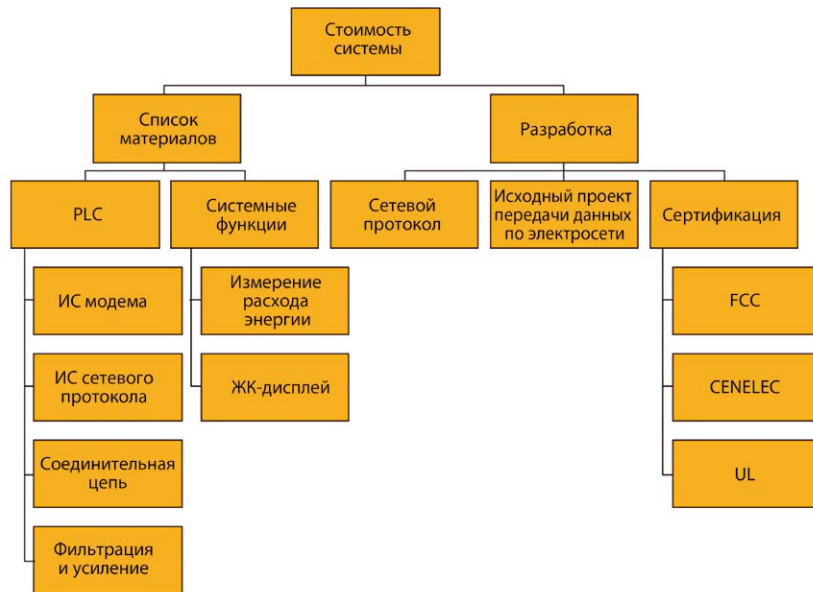 Стоимость
системы
Список
материалов
Разработка
PLC
Системные
функции
Сетевой
протокол
Исходный проект
передачи данных
по электросети
Сертификация
ИС модема
Измерение
расхода
энергии
FCC
ИС сетевого
протокола
ЖК-дисплей
CENELEC
Соединительная
цепь
UL
Фильтрация
и усиление